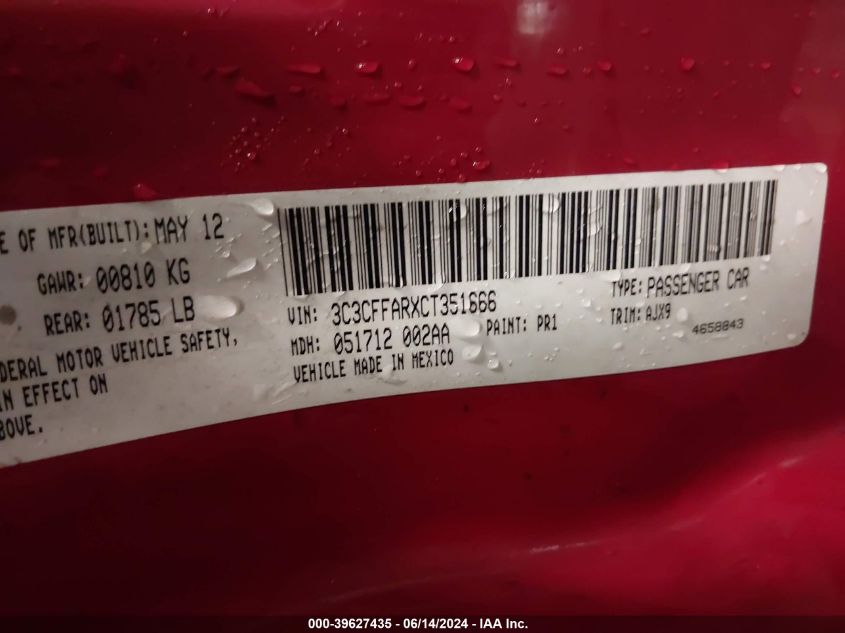 E OF MFR(BUILT): MAY 12
GAWR: 00810 KG
REAR: 01785 LB
DERAL MOTOR VEHICLE SAFETY,
IN EFFECT ON
BOVE.
VIN: 3C3CFFARXCT351666
MDH: 051712 002AA
PAINT: PR1
VEHICLE MADE IN MEXICO
TYPE: PASSENGER CAR
TRIM: AJX9
4658843
000-39627435 - 06/14/2024 - IAA Inc.